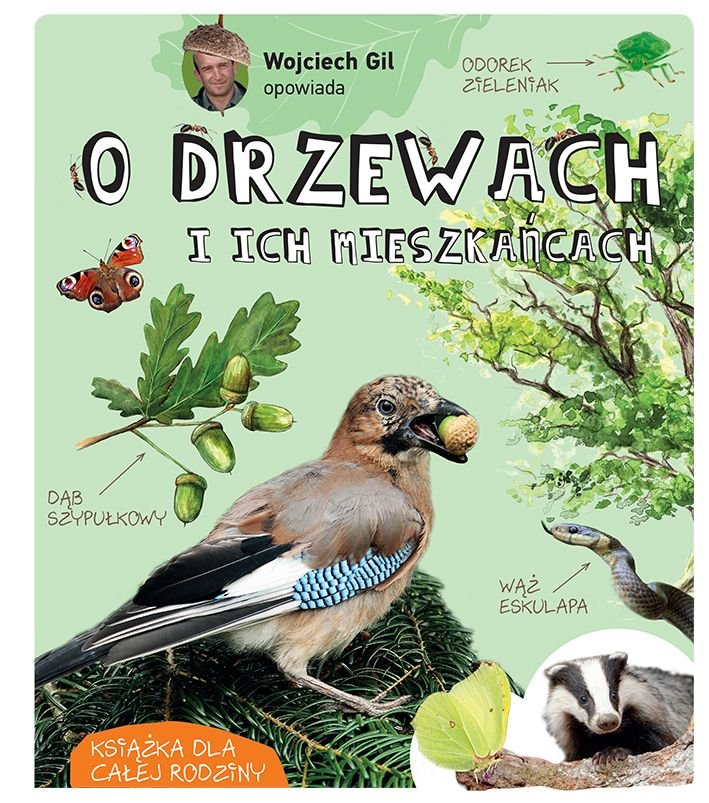 Wojciech Gil
opowiada
ODOREK
ZIELENIAK
O DRZEWACH
I ICH MIESZKAŃCACH
DĄB
SZYPUŁKOWY
WĄŻ
ESKULAPA
KSIĄŻKA DLA
CAŁEJ RODZINY